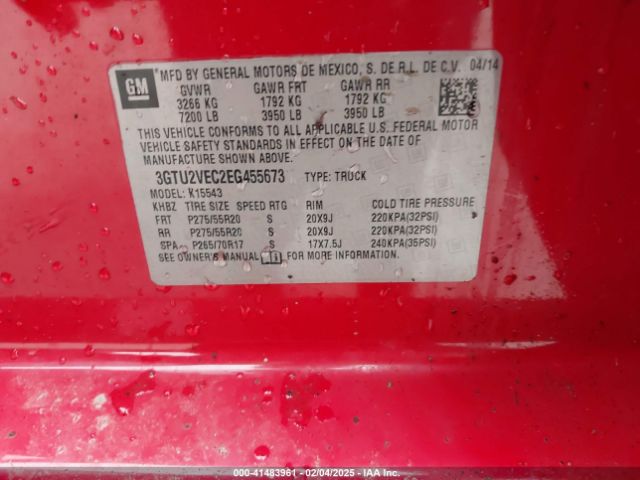 GM
MFD BY GENERAL MOTORS DE MEXICO, S. DE R.L. DE C.V. 04/14
GVWR GAWR FRT GAWR RR
3266 KG 1792 KG 1792 KG
7200 LB 3950 LB 3950 LB
THIS VEHICLE CONFORMS TO ALL APPLICABLE U.S. FEDERAL MOTOR
VEHICLE SAFETY STANDARDS IN EFFECT ON THE DATE OF
MANUFACTURE SHOWN ABOVE.
3GTU2VEC2EG455673 TYPE: TRUCK
MODEL: K15543
KHBZ TIRE SIZE SPEED RTG RIM COLD TIRE PRESSURE
FRT P275/55R20 S 20X9J 220KPA(32PSI)
RR P275/55R20 S 20X9J 220KPA(32PSI)
SPA P265/70R17 S 17X7.5J 240KPA(35PSI)
SEE OWNER'S MANUAL FOR MORE INFORMATION.
000-41483961 - 02/04/2025 - IAA Inc.